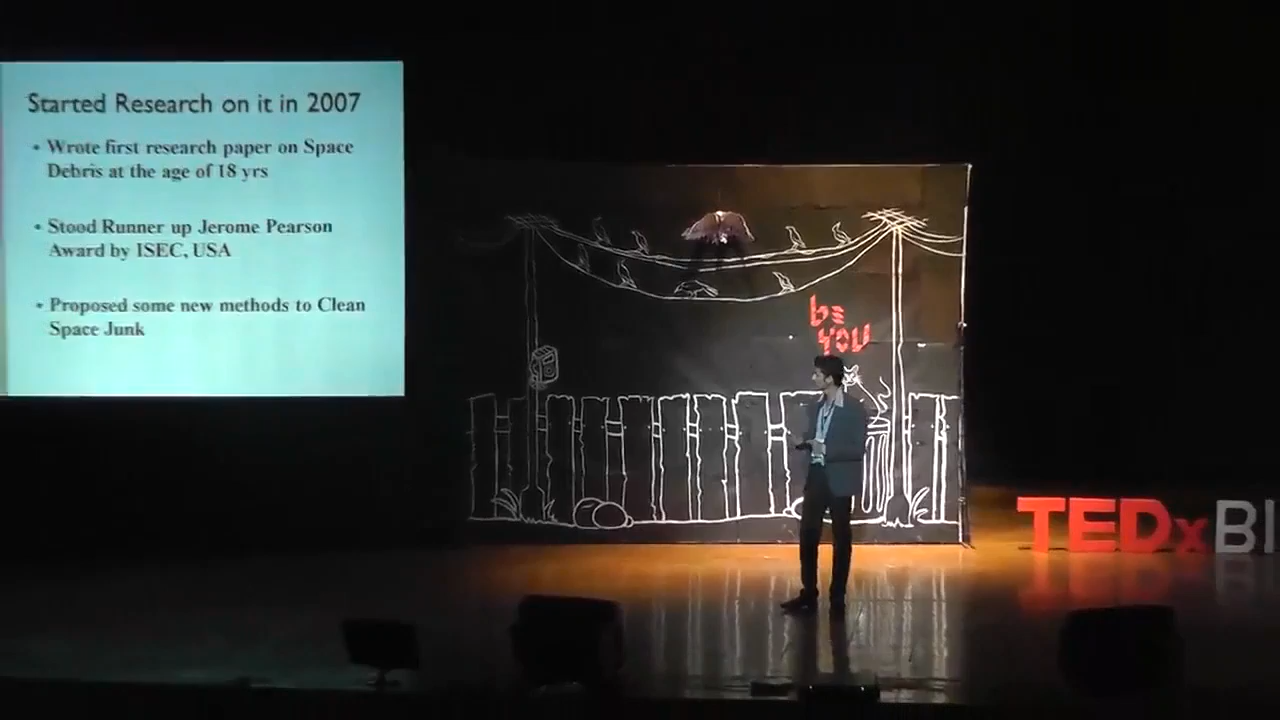 Started Research on it in 2007
• Wrote first research paper on Space
Debris at the age of 18 yrs
• Stood Runner up Jerome Pearson
Award by ISEC, USA
• Proposed some new methods to Clean
Space Junk
be
YOU
TEDxBI